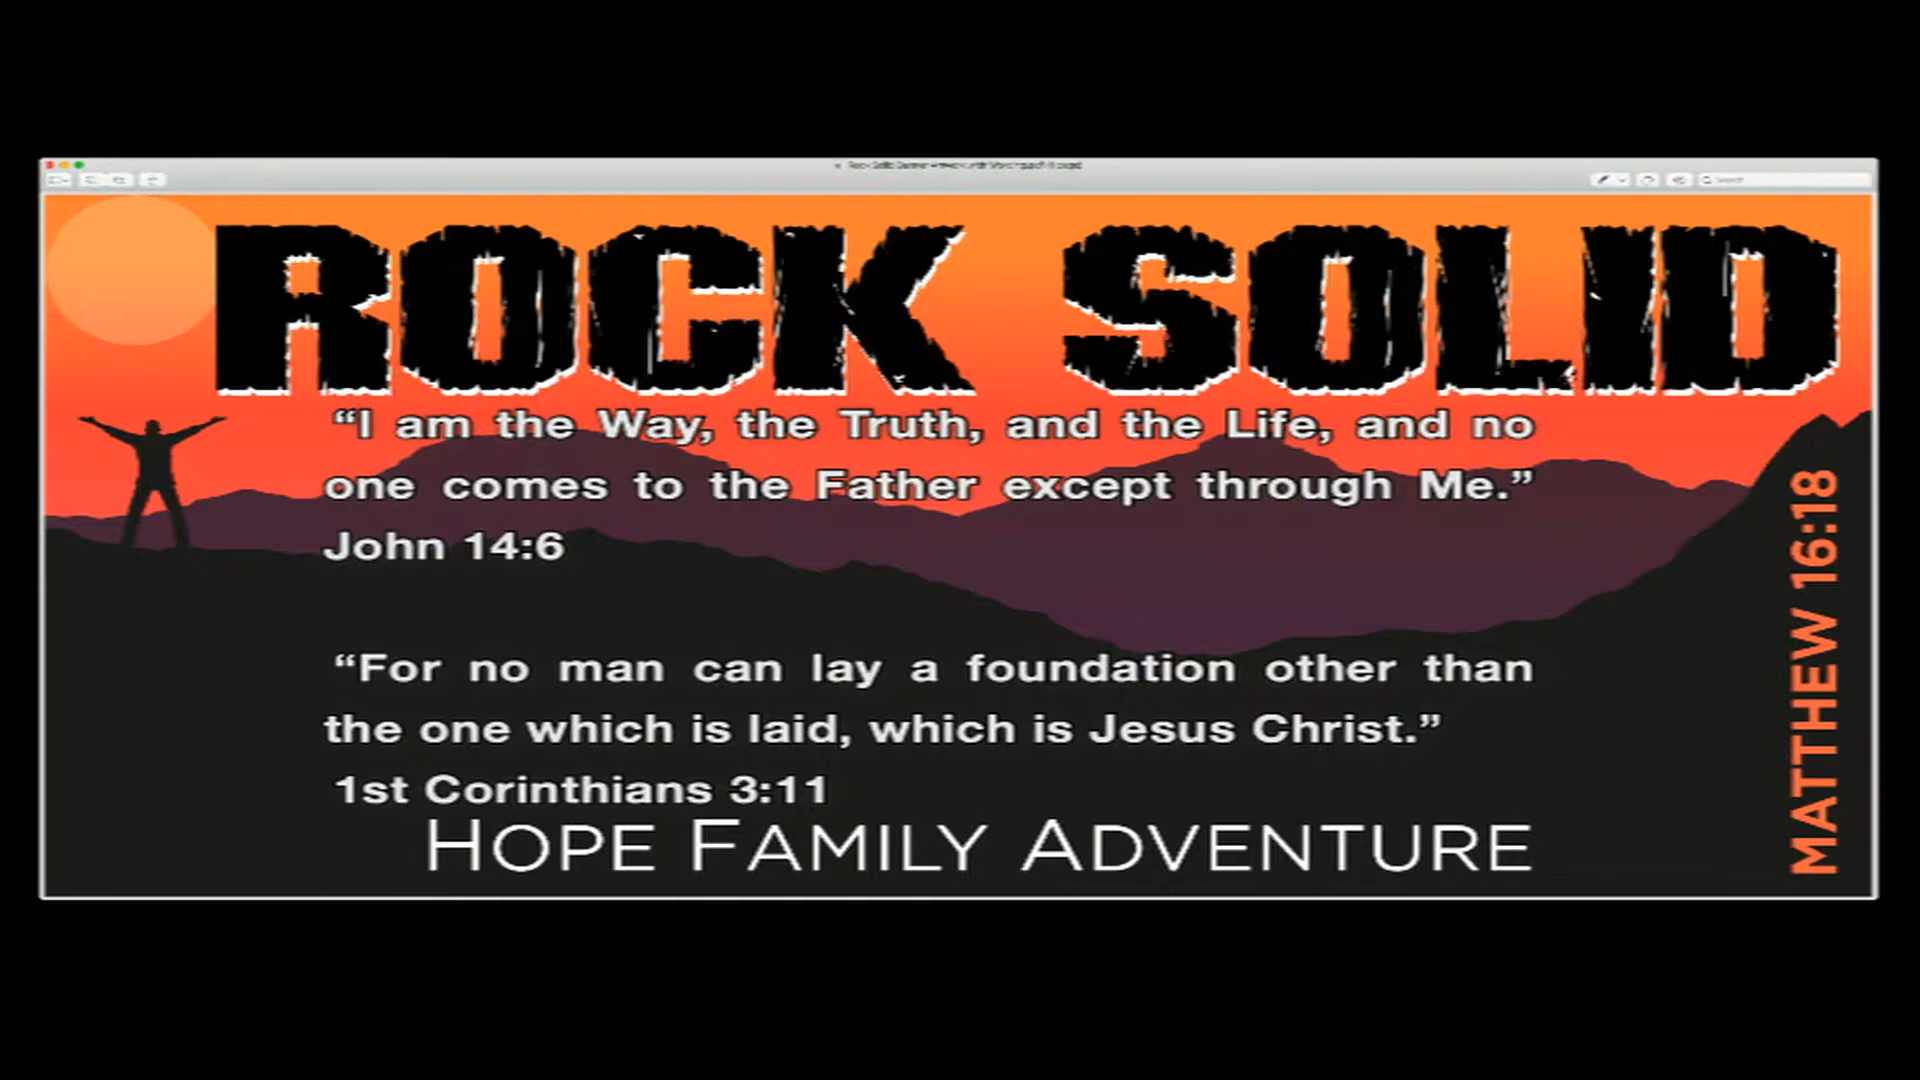 ROCK SOLID
“I am the Way, the Truth, and the Life, and no
one comes to the Father except through Me.”
John 14:6
“For no man can lay a foundation other than
the one which is laid, which is Jesus Christ.”
1st Corinthians 3:11
HOPE FAMILY ADVENTURE
MATTHEW 16:18